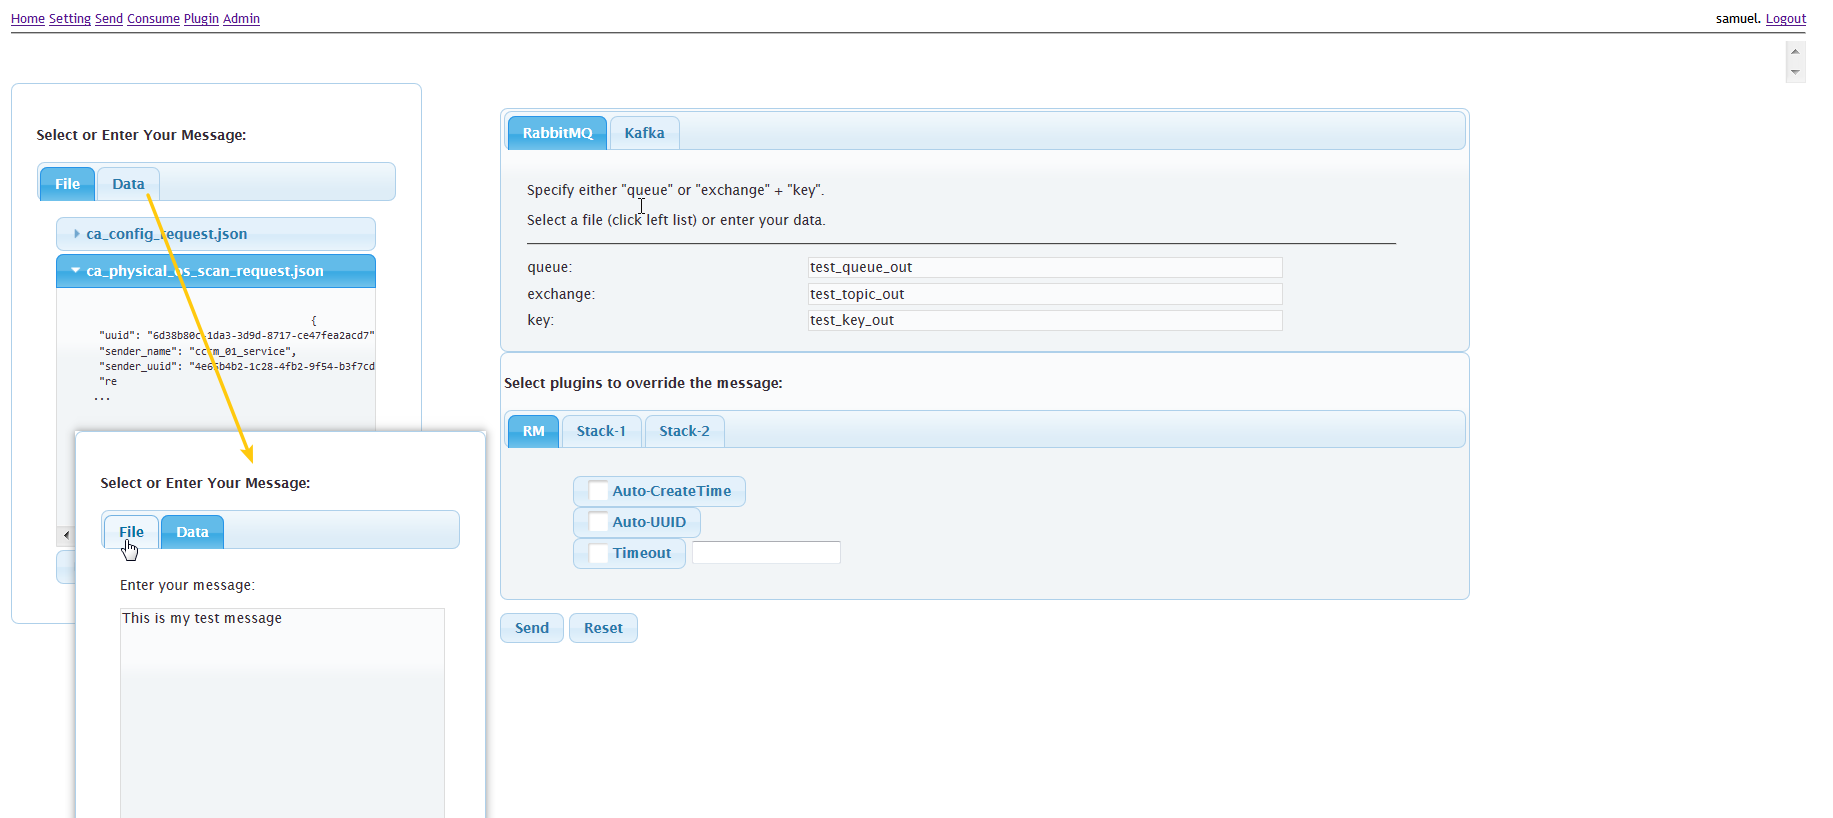 Home Setting Send Consume Plugin Admin
samuel. Logout
Select or Enter Your Message:
File Data
ca_config_request.json
ca_physical_os_scan_request.json
{
"uuid": "6d38b80c-1da3-3d9d-8717-ce47fea2acd7"
"sender_name": "cctm_01_service",
"sender_uuid": "4e66b4b2-1c28-4fb2-9f54-b3f7cd
"re
...
Select or Enter Your Message:
File Data
Enter your message:
This is my test message
RabbitMQ Kafka
Specify either "queue" or "exchange" + "key".
Select a file (click left list) or enter your data.
queue: test_queue_out
exchange: test_topic_out
key: test_key_out
Select plugins to override the message:
RM Stack-1 Stack-2
Auto-CreateTime
Auto-UUID
Timeout
Send Reset